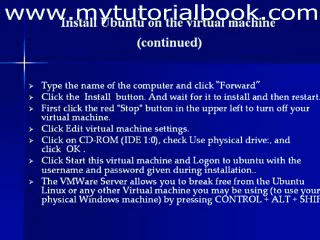 www.mytutorialbook.com
Install Ubuntu on the virtual machine
(continued)
Type the name of the computer and click "Forward"
Click the Install button. And wait for it to install and then restart.
First click the red "Stop" button in the upper left to turn off your
virtual machine.
Click Edit virtual machine settings.
Click on CD-ROM (IDE 1:0), check Use physical drive:, and
click OK .
Click Start this virtual machine and Logon to ubuntu with the
username and password given during installation..
The VMWare Server allows you to break free from the Ubuntu
Linux or any other Virtual machine you may be using (to use your
physical Windows machine) by pressing CONTROL + ALT + SHIF